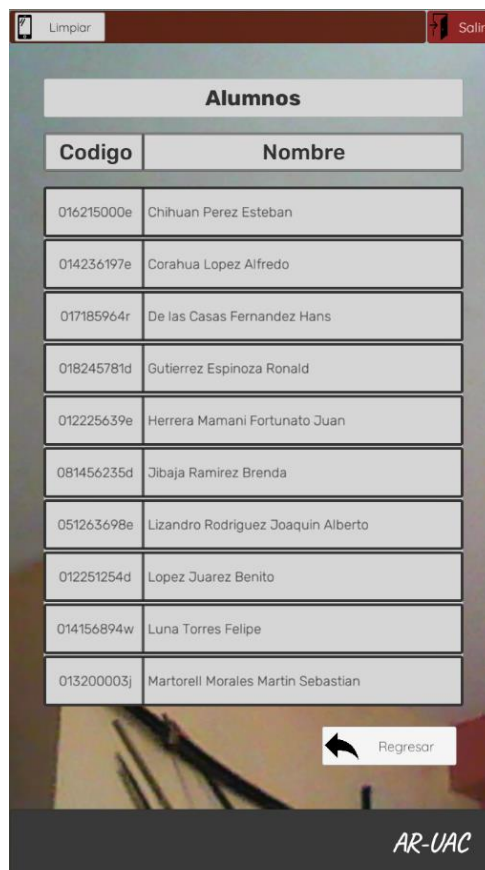 Limpiar Salir
Alumnos
Codigo Nombre
016215000e Chihuan Perez Esteban
014236197e Corahua Lopez Alfredo
017185964r De las Casas Fernandez Hans
018245781d Gutierrez Espinoza Ronald
012225639e Herrera Mamani Fortunato Juan
081456235d Jibaja Ramirez Brenda
051263698e Lizandro Rodriguez Joaquin Alberto
012251254d Lopez Juarez Benito
014156894w Luna Torres Felipe
013200003j Martorell Morales Martin Sebastian
Regresar
AR-UAC